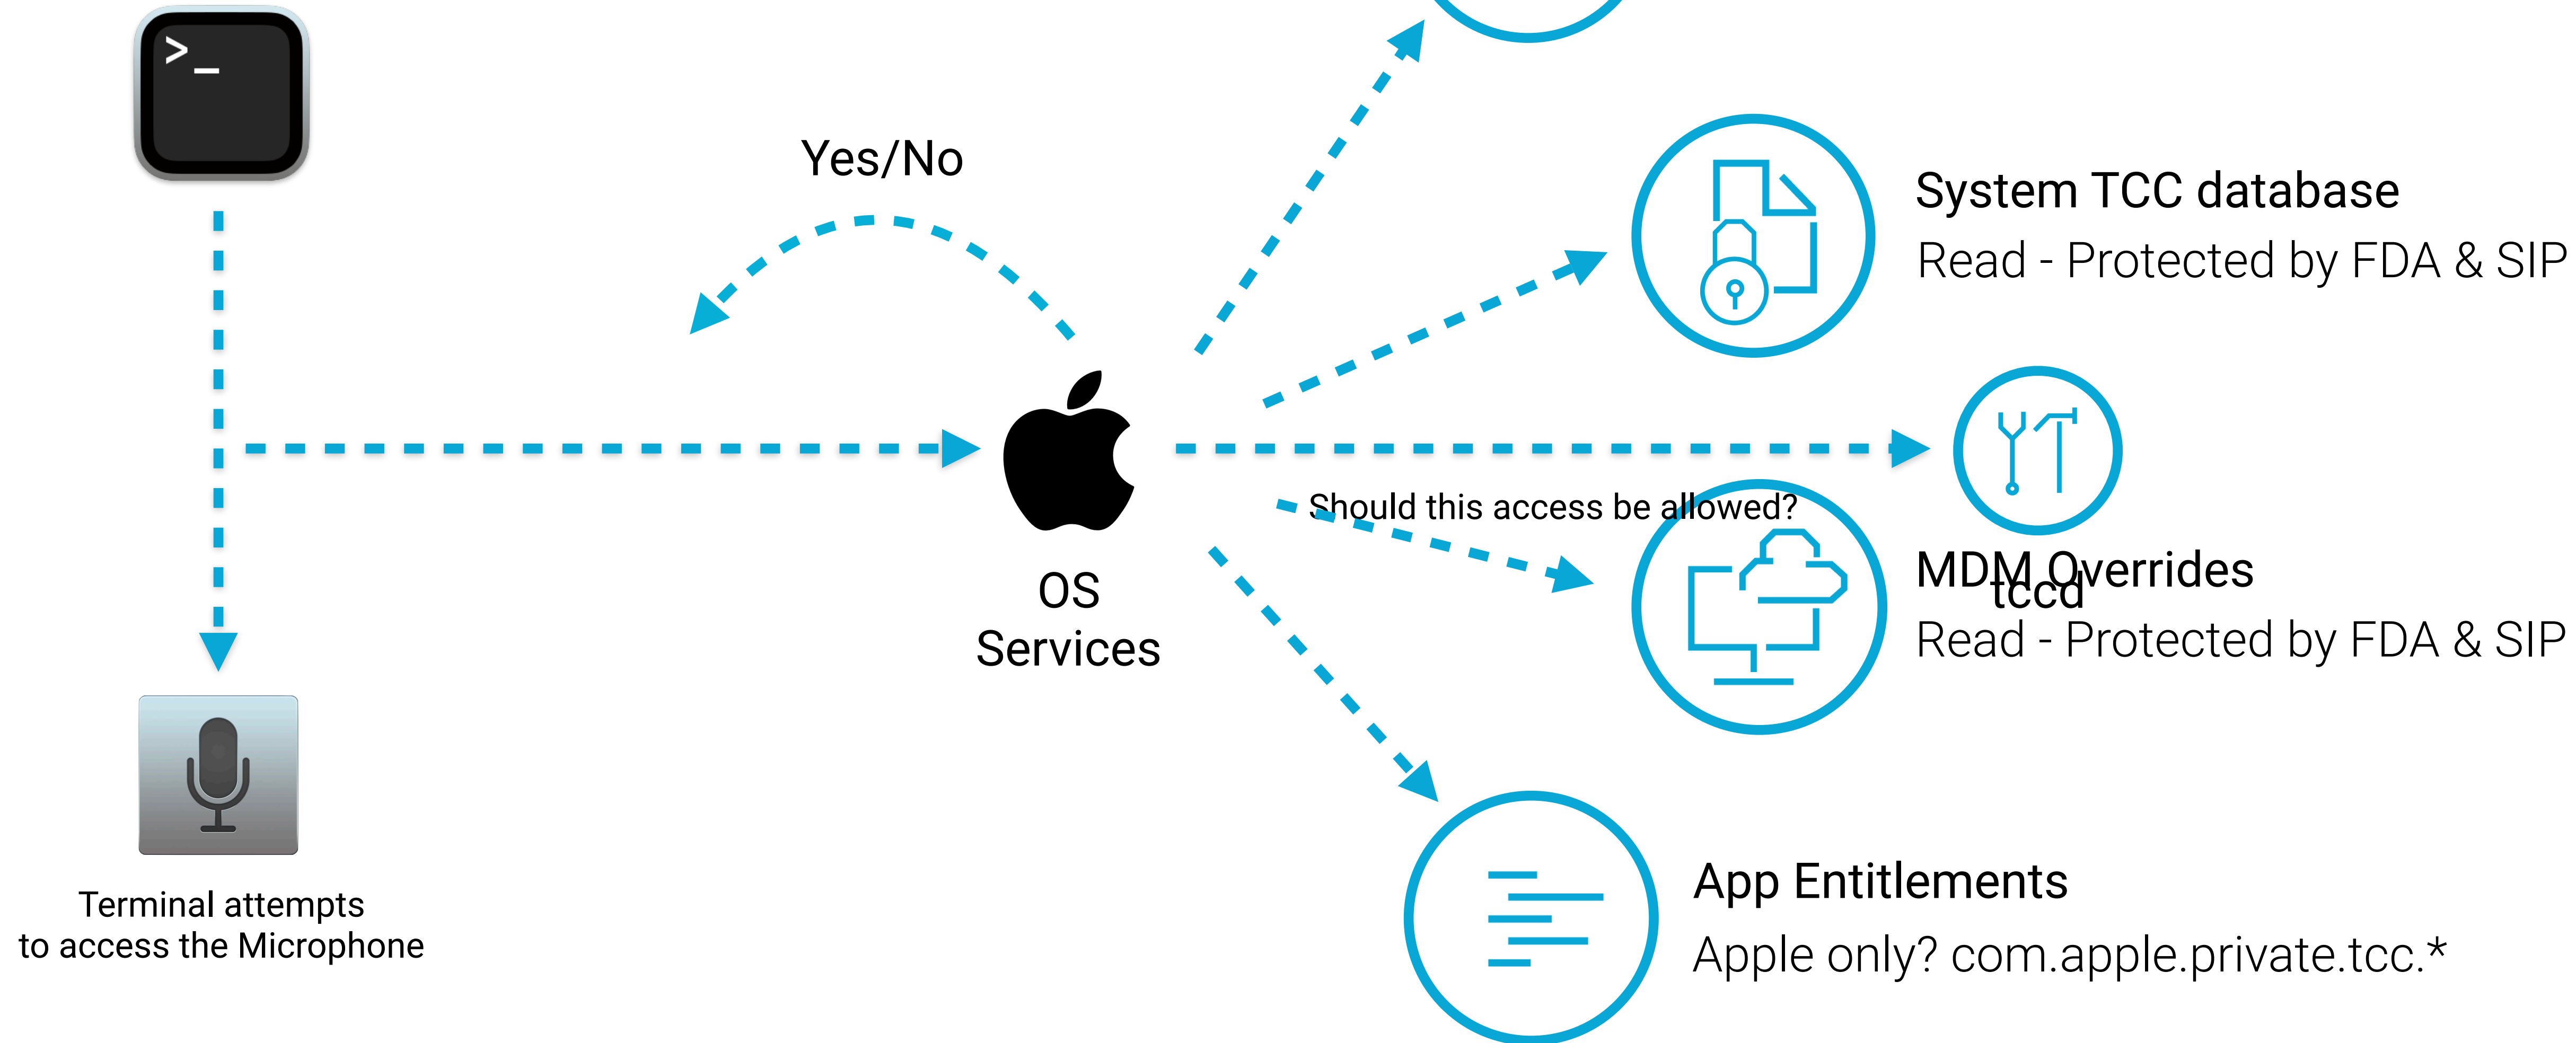 >_
Yes/No
System TCC database
Read - Protected by FDA & SIP
Should this access be allowed?
OS
Services
MDM Overrides
tccd
Read - Protected by FDA & SIP
Terminal attempts
to access the Microphone
App Entitlements
Apple only? com.apple.private.tcc.*